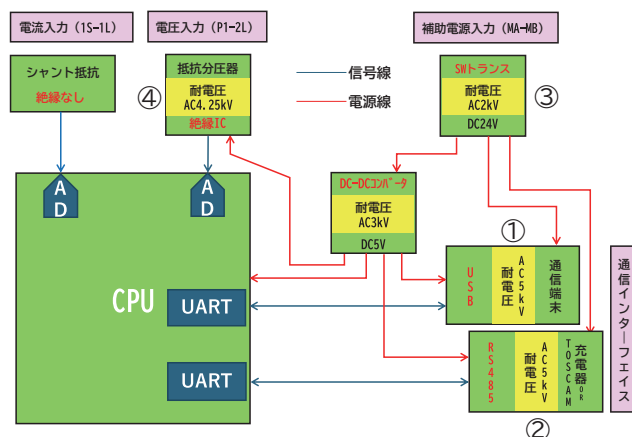 電流入力（1S-1L）
電圧入力（P1-2L）
補助電源入力（MA-MB）
シャント抵抗
絶縁なし
④
抵抗分圧器
耐電圧
AC4.25kV
絶縁IC
信号線
電源線
SWトランス
耐電圧
AC2kV
DC24V
③
DC-DCコンバータ
耐電圧
AC3kV
DC5V
AD
AD
CPU
UART
UART
①
USB
耐電圧
AC5kV
通信端末
RS485
耐電圧
AC5kV
充電器OR
TOSCAM
②
通信インターフェイス